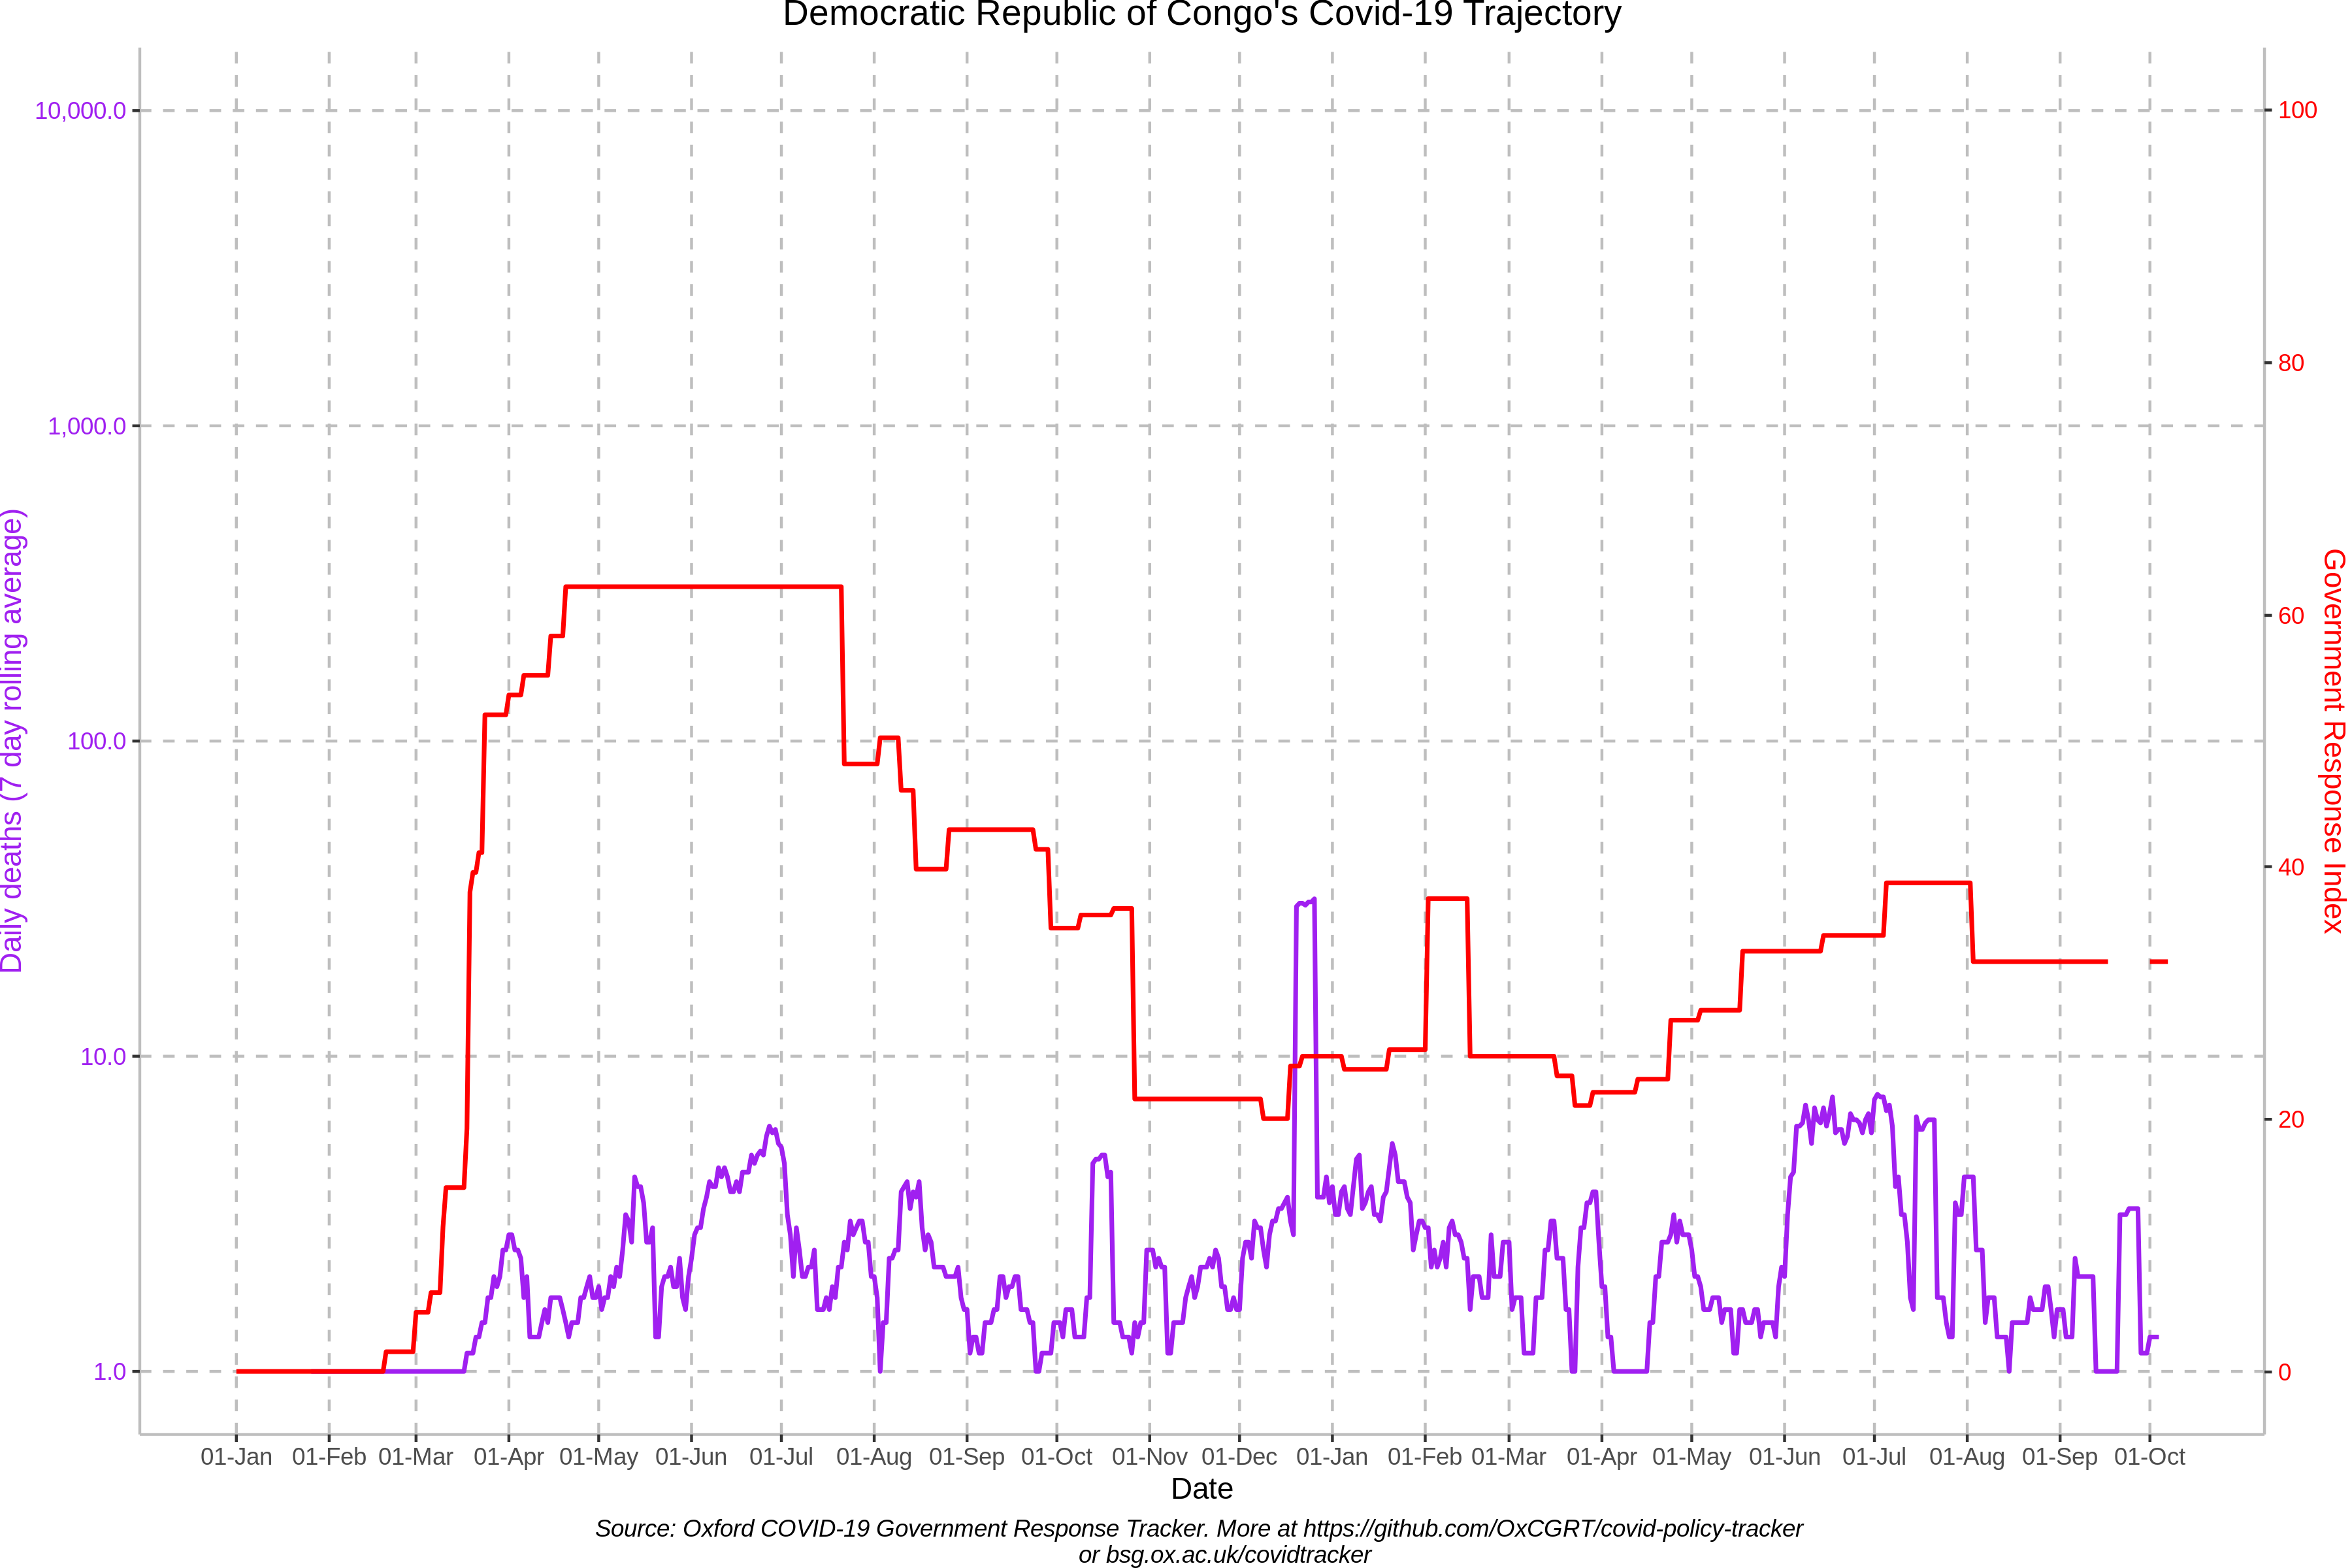 Democratic Republic of Congo's Covid-19 Trajectory
10,000.0
1,000.0
100.0
10.0
1.0
Daily deaths (7 day rolling average)
100
80
60
40
20
0
Government Response Index
01-Jan 01-Feb 01-Mar 01-Apr 01-May 01-Jun 01-Jul 01-Aug 01-Sep 01-Oct 01-Nov 01-Dec 01-Jan 01-Feb 01-Mar 01-Apr 01-May 01-Jun 01-Jul 01-Aug 01-Sep 01-Oct
Date
Source: Oxford COVID-19 Government Response Tracker. More at https://github.com/OxCGRT/covid-policy-tracker
or bsg.ox.ac.uk/covidtracker